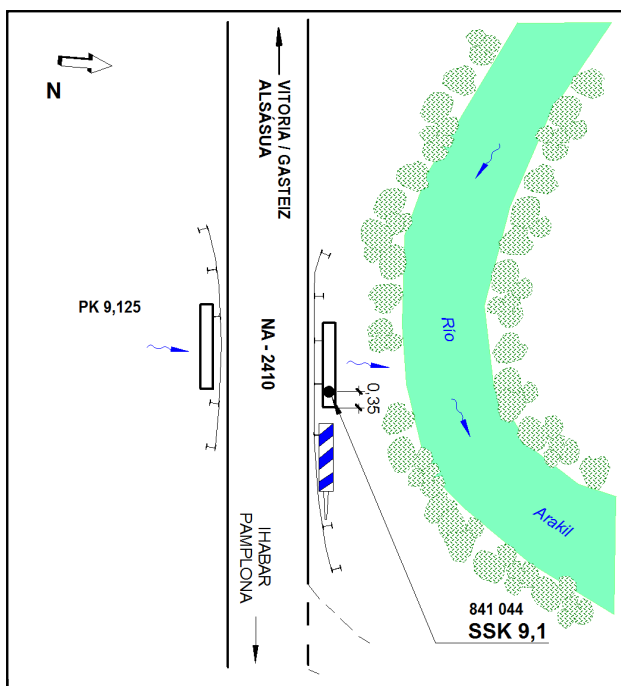 N
VITORIA / GASTEIZ
ALSÁSUA
PK 9,125
NA - 2410
Río
0,35
Arakil
IHABAR
PAMPLONA
841 044
SSK 9,1